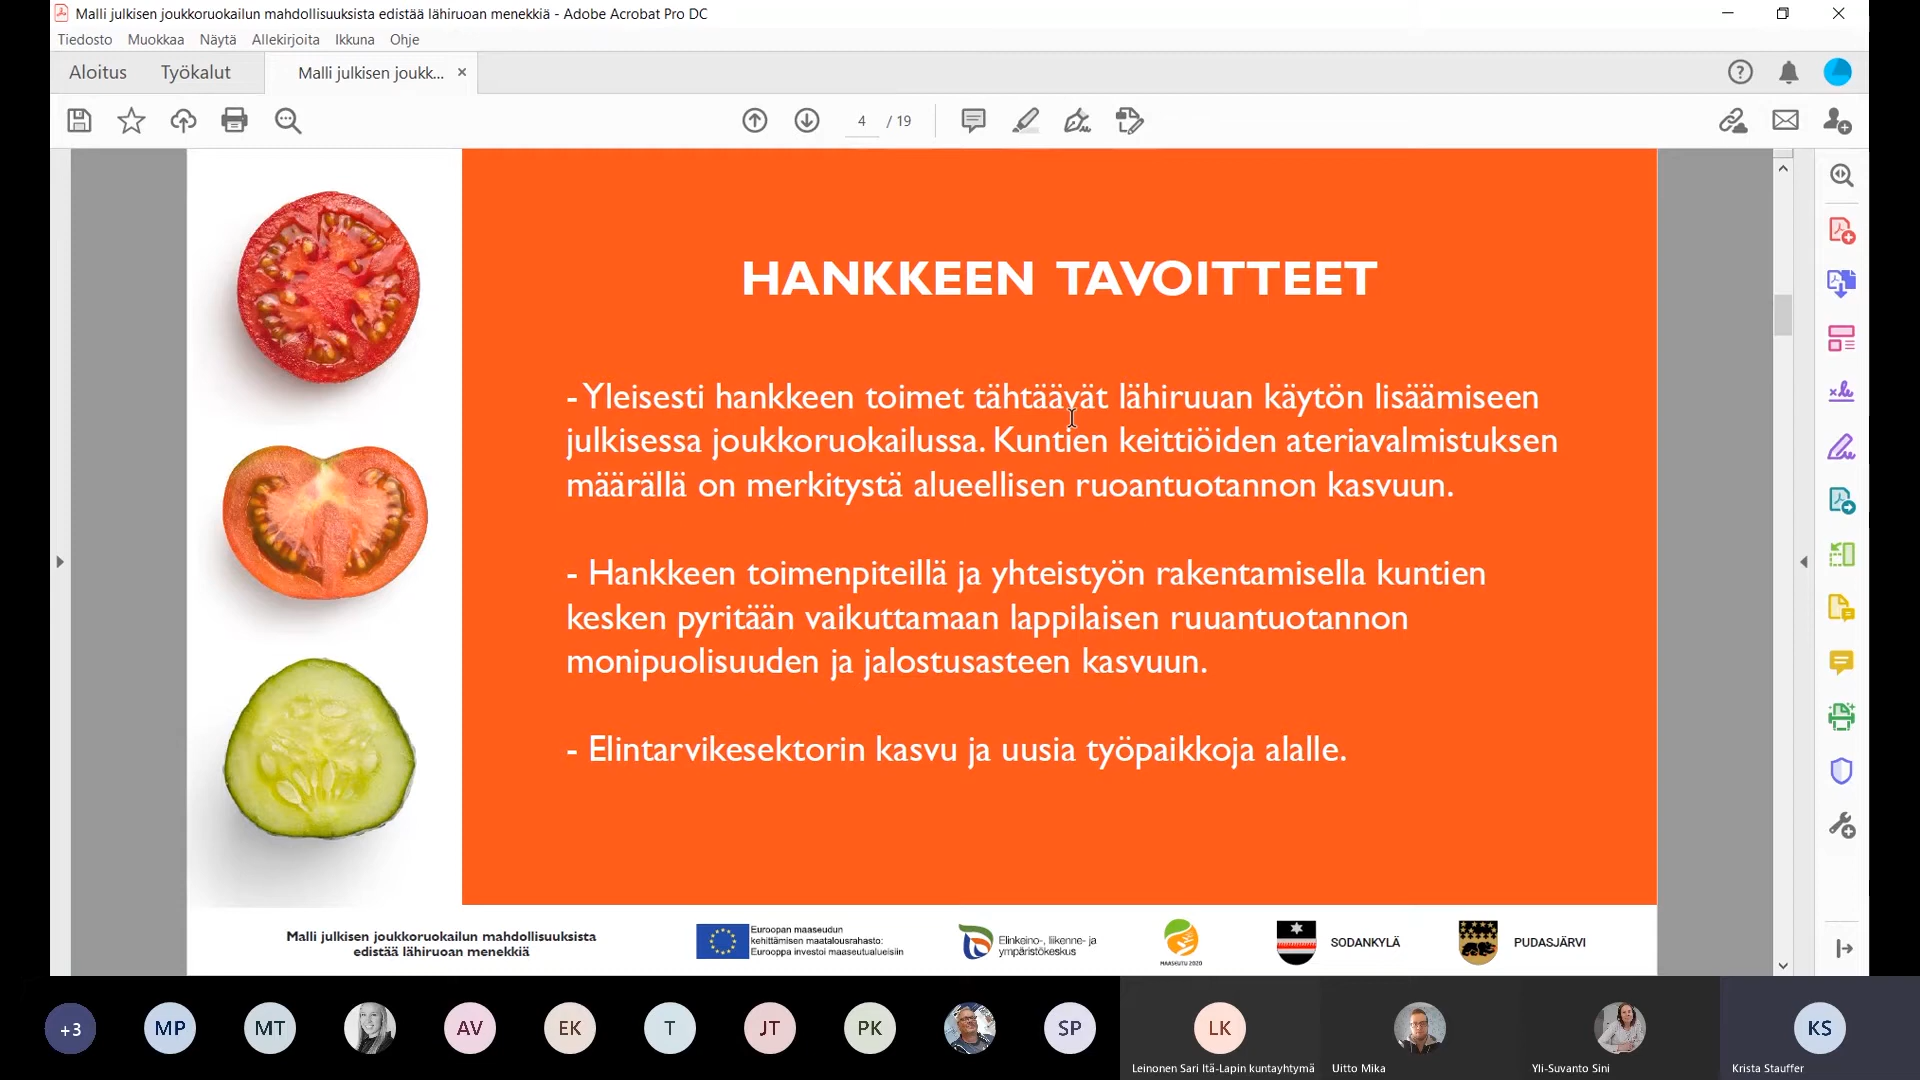 Malli julkisen joukkoruokailun mahdollisuuksista edistää lähiruoan menekkiä - Adobe Acrobat Pro DC
Tiedosto Muokkaa Näytä Allekirjoita Ikkuna Ohje
Aloitus Työkalut Malli julkisen joukk... ×
4 / 19
HANKKEEN TAVOITTEET
- Yleisesti hankkeen toimet tähtäävät lähiruuan käytön lisäämiseen
julkisessa joukkoruokailussa. Kuntien keittiöiden ateriavalmistuksen
määrällä on merkitystä alueellisen ruoantuotannon kasvuun.
- Hankkeen toimenpiteillä ja yhteistyön rakentamisella kuntien
kesken pyritään vaikuttamaan lappilaisen ruuantuotannon
monipuolisuuden ja jalostusasteen kasvuun.
- Elintarvikesektorin kasvu ja uusia työpaikkoja alalle.
Malli julkisen joukkoruokailun mahdollisuuksista
edistää lähiruoan menekkiä
Euroopan maaseudun
kehittämisen maatalousrahasto:
Eurooppa investoi maaseutualueisiin
Elinkeino-, liikenne- ja
ympäristökeskus
MAASEUTU 2020
SODANKYLÄ
PUDASJÄRVI
+3 MP MT AV EK T JT PK SP LK KS
Leinonen Sari Itä-Lapin kuntayhtymä Uitto Mika Yli-Suvanto Sini Krista Stauffer